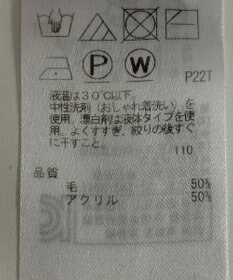 P W
P22T
液温は30℃以下。
中性洗剤（おしゃれ着洗い）を
使用。漂白剤は液体タイプを使
用。よくすすぎ、絞りの後すぐ
に干すこと。
110
品質
毛 50%
アクリル 50%